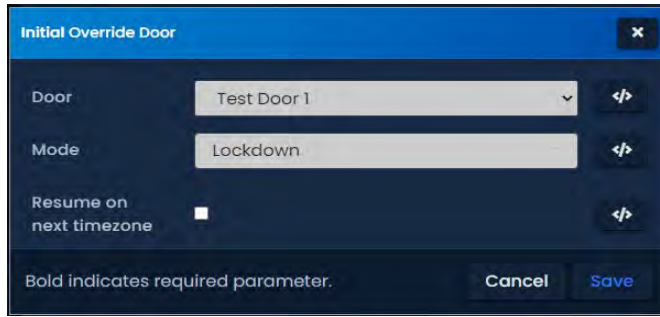 Initial Override Door
Door
Test Door 1
</>
Mode
Lockdown
</>
Resume on
next timezone
</>
Bold indicates required parameter.
Cancel
Save